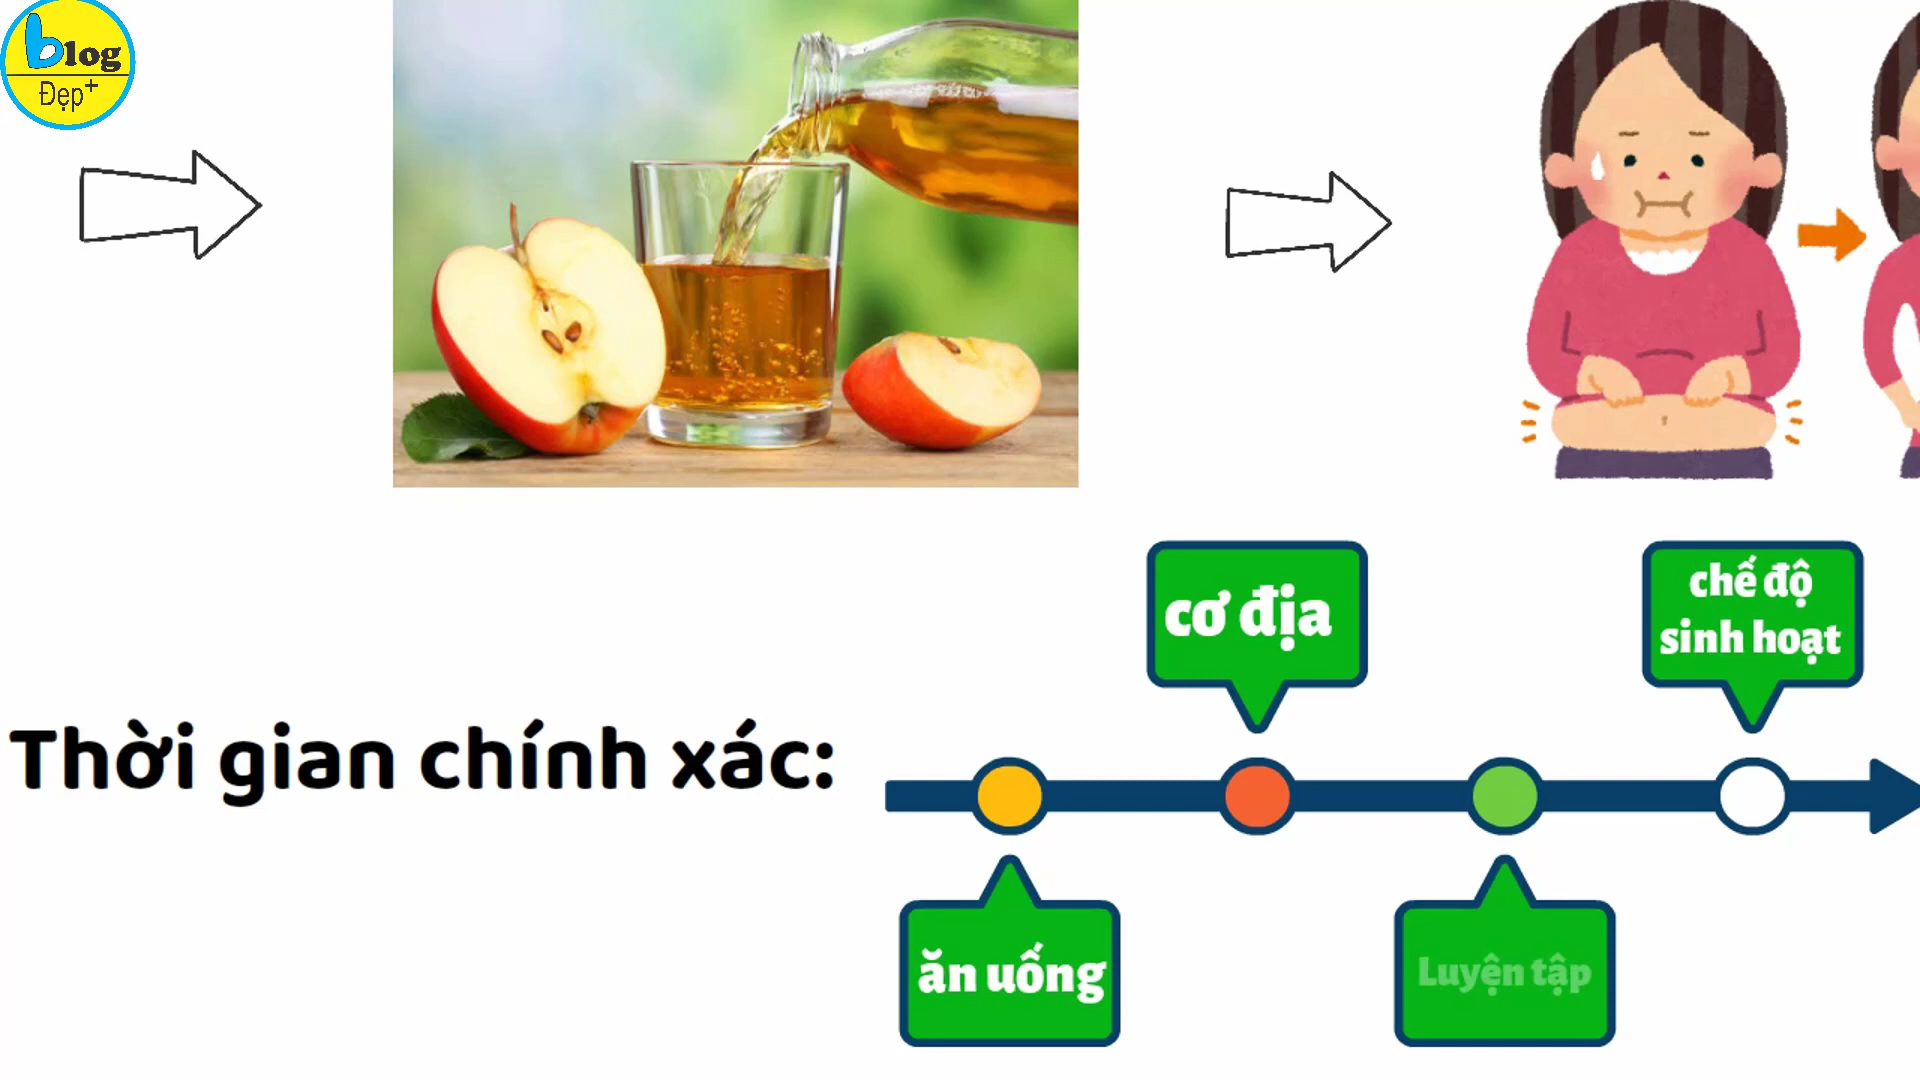 blog
Đẹp+
cơ địa
chế độ
sinh hoạt
Thời gian chính xác:
ăn uống
Luyện tập